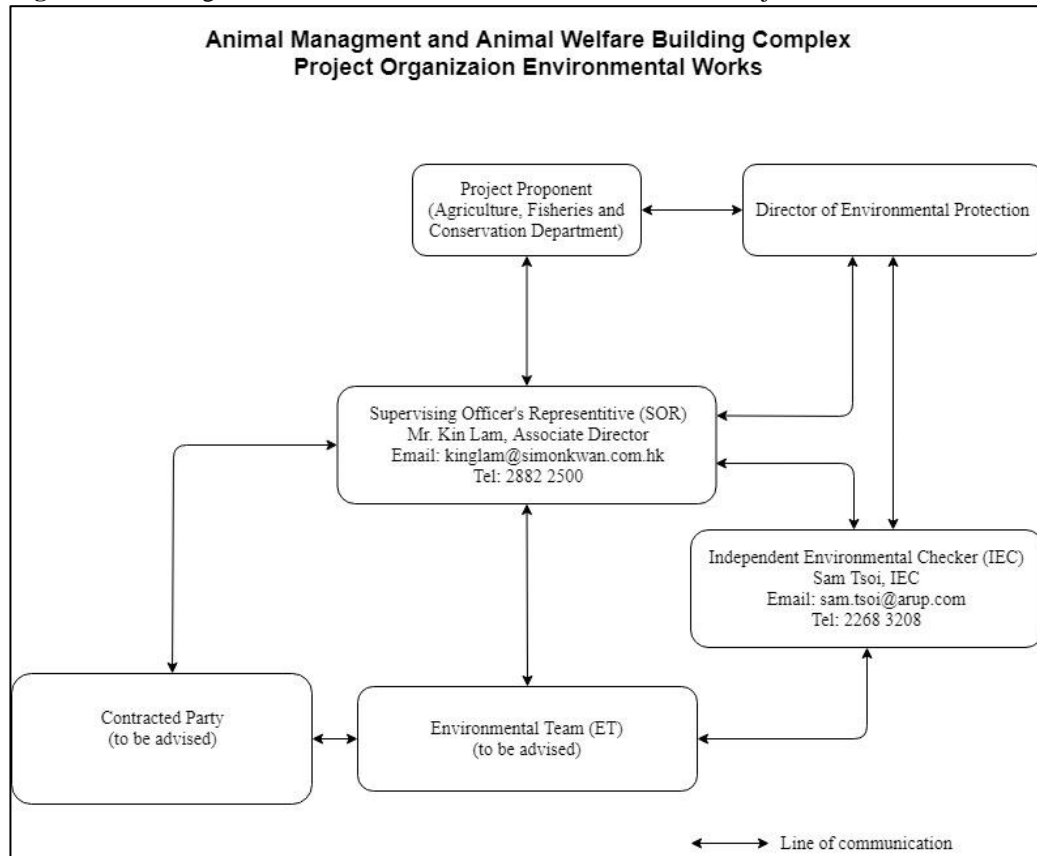 Animal Managment and Animal Welfare Building Complex
Project Organizaion Environmental Works
Project Proponent
(Agriculture, Fisheries and
Conservation Department)
Director of Environmental Protection
Supervising Officer's Representitive (SOR)
Mr. Kin Lam, Associate Director
Email: kinglam@simonkwan.com.hk
Tel: 2882 2500
Independent Environmental Checker (IEC)
Sam Tsoi, IEC
Email: sam.tsoi@arup.com
Tel: 2268 3208
Contracted Party
(to be advised)
Environmental Team (ET)
(to be advised)
Line of communication